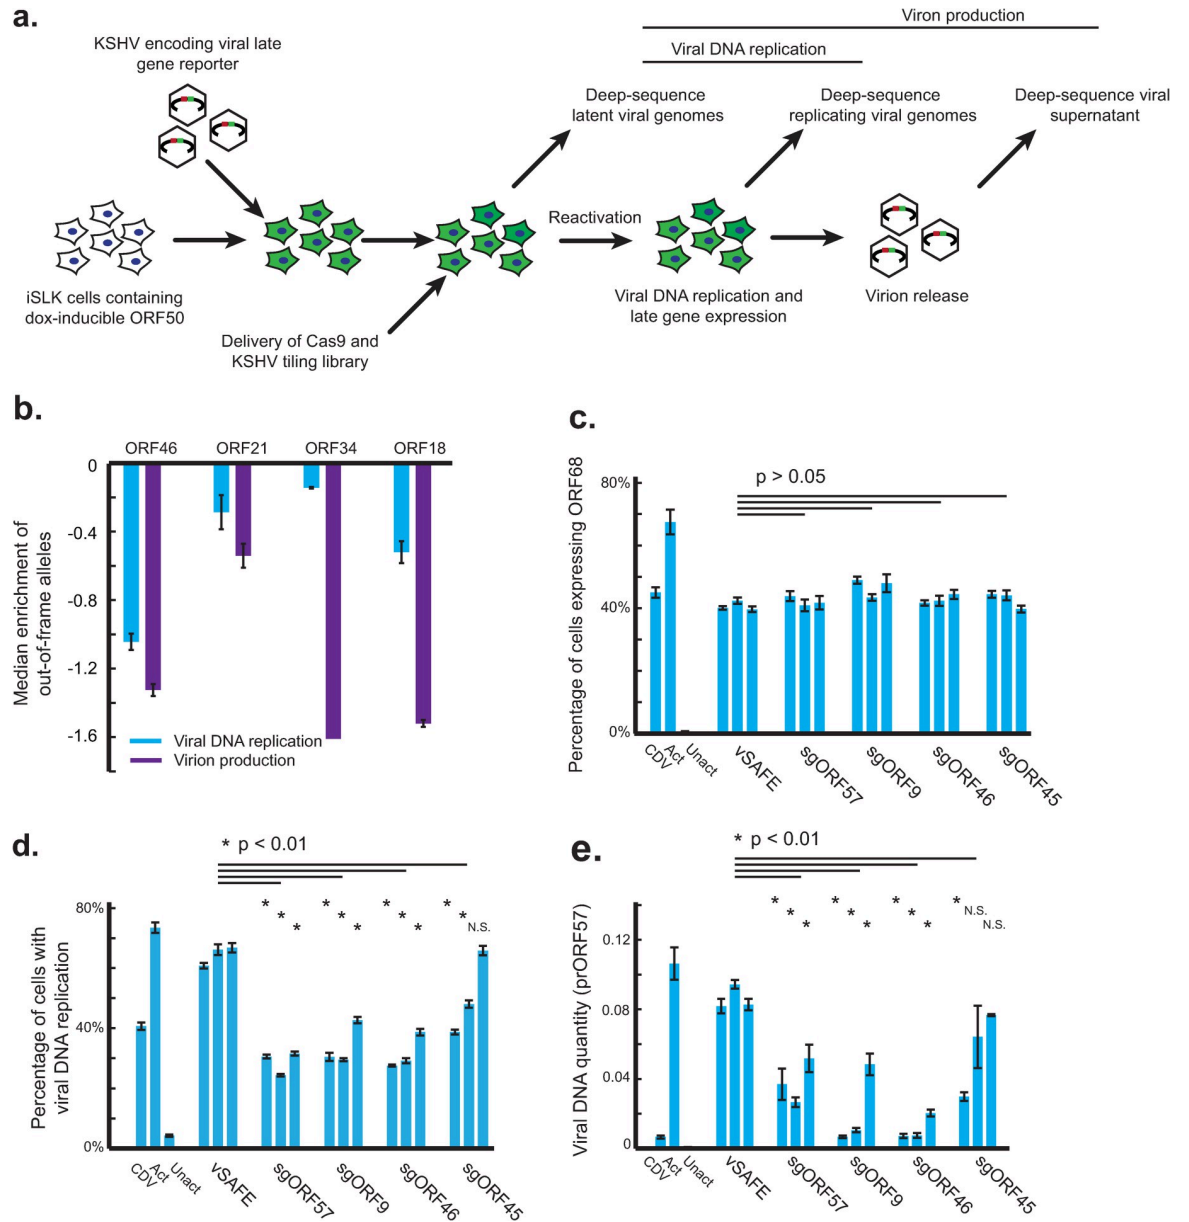 a.
Viron production
KSHV encoding viral late
gene reporter
Viral DNA replication
Deep-sequence
latent viral genomes
Deep-sequence
replicating viral genomes
Deep-sequence viral
supernatant
Reactivation
iSLK cells containing
dox-inducible ORF50
Viral DNA replication and
late gene expression
Virion release
Delivery of Cas9 and
KSHV tiling library
b.
ORF46 ORF21 ORF34 ORF18
0
-0.4
-0.8
-1.2
-1.6
Median enrichment of
out-of-frame alleles
Viral DNA replication
Virion production
c.
p > 0.05
Percentage of cells expressing ORF68
80%
40%
0%
CDV Act Unact vSAFE sgORF57 sgORF9 sgORF46 sgORF45
d.
* p < 0.01
* * * * * * * * * * * N.S.
Percentage of cells with
viral DNA replication
80%
40%
0%
CDV Act Unact vSAFE sgORF57 sgORF9 sgORF46 sgORF45
e.
* p < 0.01
* * * * * * * * * * N.S. N.S.
Viral DNA quantity (prORF57)
0.12
0.08
0.04
0
CDV Act Unact vSAFE sgORF57 sgORF9 sgORF46 sgORF45